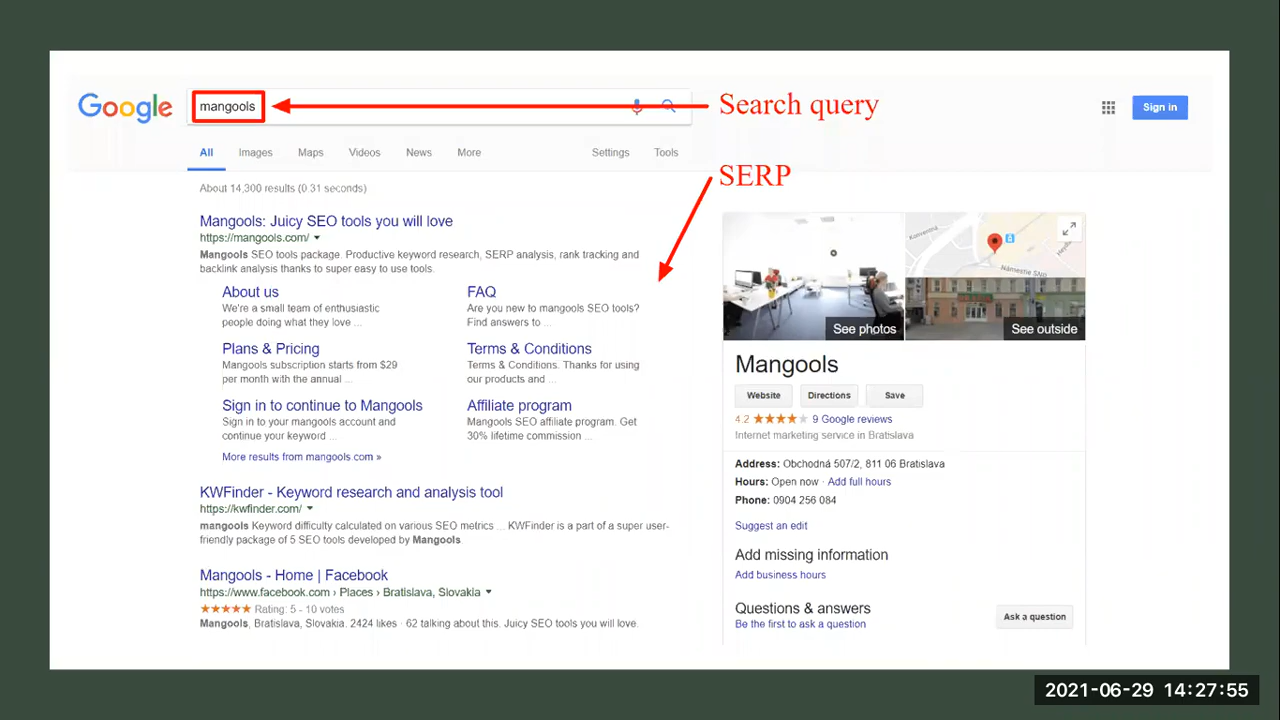 Google
mangools
Search query
Sign in
All Images Maps Videos News More Settings Tools
SERP
About 14,300 results (0.31 seconds)
Mangools: Juicy SEO tools you will love
https://mangools.com/
Mangools SEO tools package. Productive keyword research, SERP analysis, rank tracking and
backlink analysis thanks to super easy to use tools.
About us
We're a small team of enthusiastic
people doing what they love ...
FAQ
Are you new to mangools SEO tools?
Find answers to ...
Plans & Pricing
Mangools subscription starts from $29
per month with the annual ...
Terms & Conditions
Terms & Conditions. Thanks for using
our products and ...
Sign in to continue to Mangools
Sign in to your mangools account and
continue your keyword ...
Affiliate program
Mangools SEO affiliate program. Get
30% lifetime commission ...
More results from mangools.com »
KWFinder - Keyword research and analysis tool
https://kwfinder.com/
mangools Keyword difficulty calculated on various SEO metrics ... KWFinder is a part of a super user-
friendly package of 5 SEO tools developed by Mangools.
Mangools - Home | Facebook
https://www.facebook.com › Places › Bratislava, Slovakia
Rating: 5 - 10 votes
Mangools, Bratislava, Slovakia. 2424 likes · 62 talking about this. Juicy SEO tools you will love.
Námestie SNP
See photos
See outside
Mangools
Website
Directions
Save
4.2 9 Google reviews
Internet marketing service in Bratislava
Address: Obchodná 507/2, 811 06 Bratislava
Hours: Open now · Add full hours
Phone: 0904 256 084
Suggest an edit
Add missing information
Add business hours
Questions & answers
Be the first to ask a question
Ask a question
2021-06-29 14:27:55